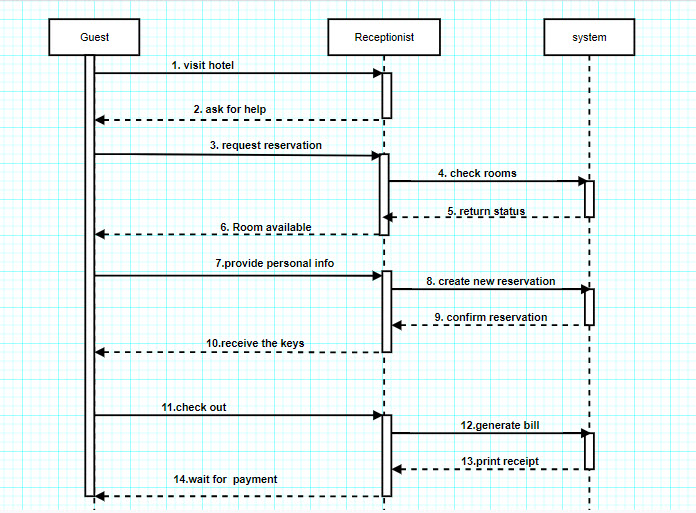 Guest
Receptionist
system
1. visit hotel
2. ask for help
3. request reservation
4. check rooms
5. return status
6. Room available
7.provide personal info
8. create new reservation
9. confirm reservation
10.receive the keys
11.check out
12.generate bill
13.print receipt
14.wait for payment